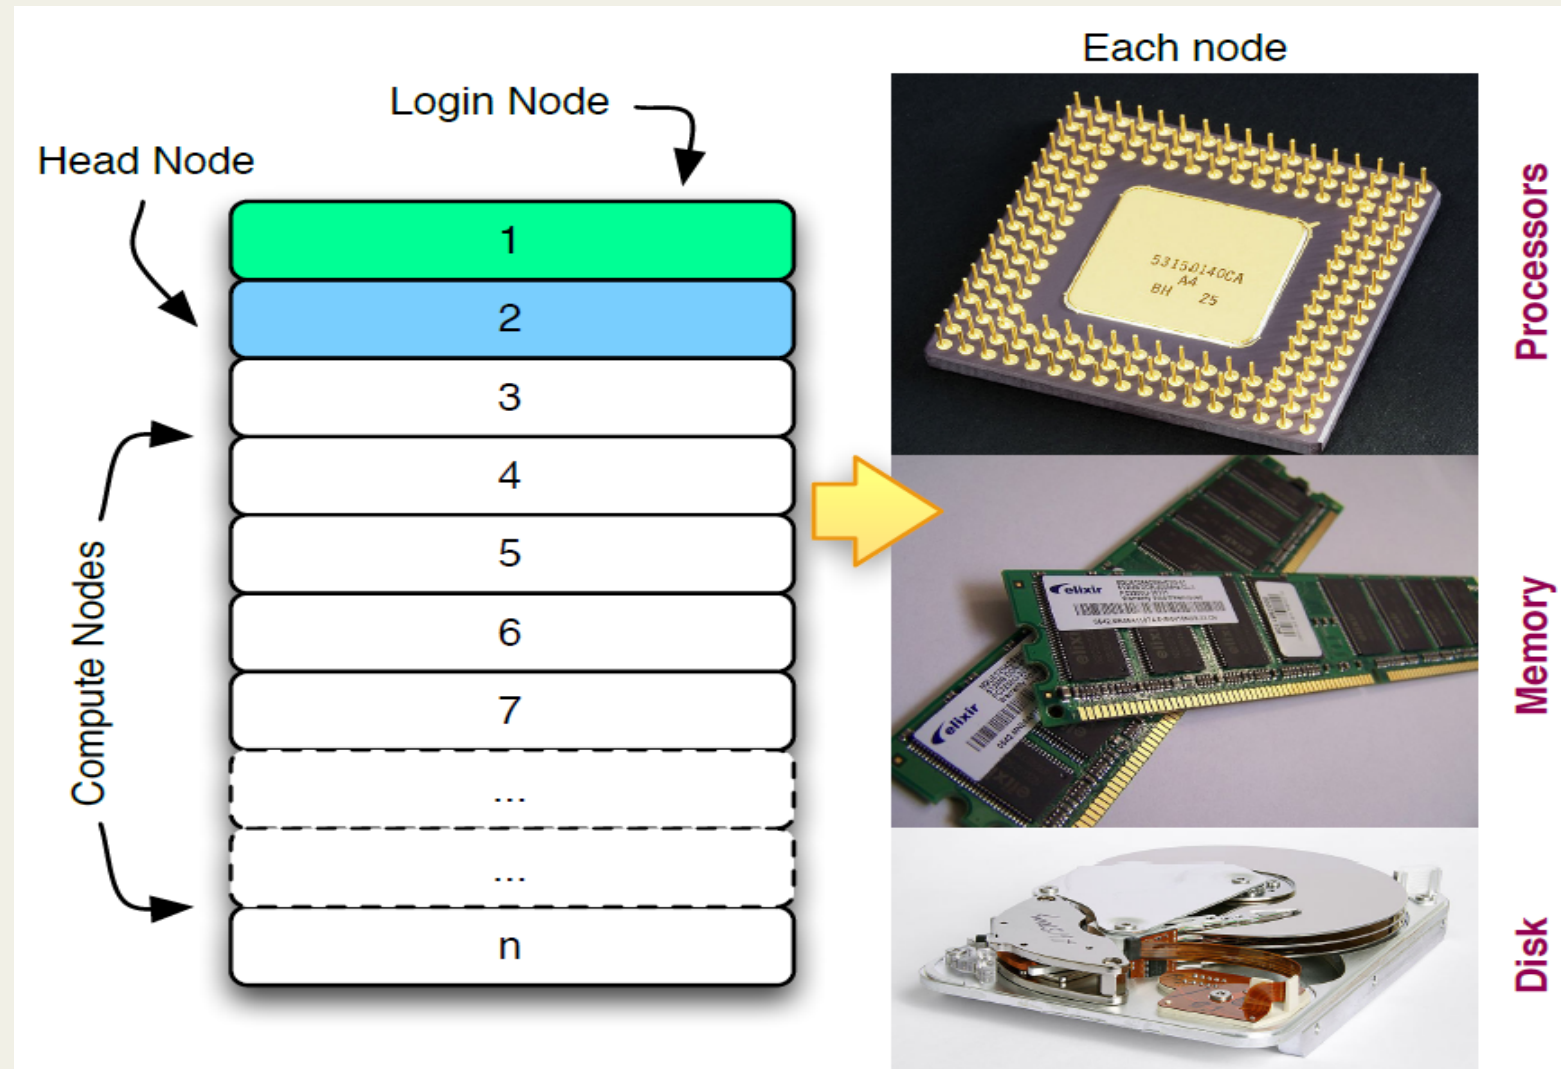 Each node
Login Node
Head Node
1
2
3
4
5
6
7
...
...
n
Compute Nodes
Processors
Memory
Disk
53150140CA
A4
BH 25
elixir
elixir